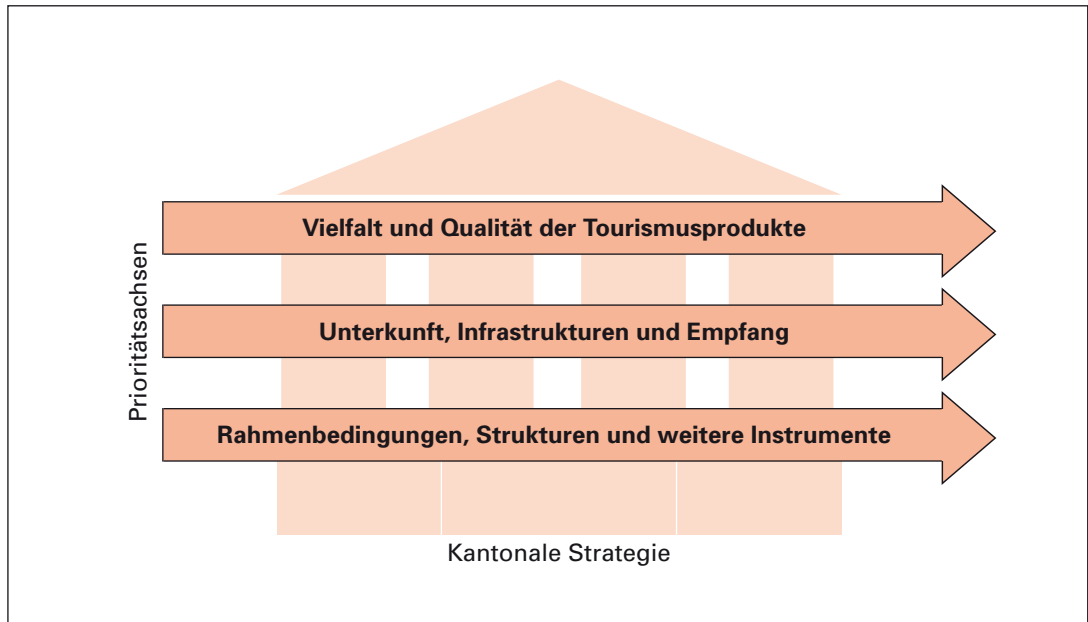 Prioritätsachsen
Vielfalt und Qualität der Tourismusprodukte
Unterkunft, Infrastrukturen und Empfang
Rahmenbedingungen, Strukturen und weitere Instrumente
Kantonale Strategie